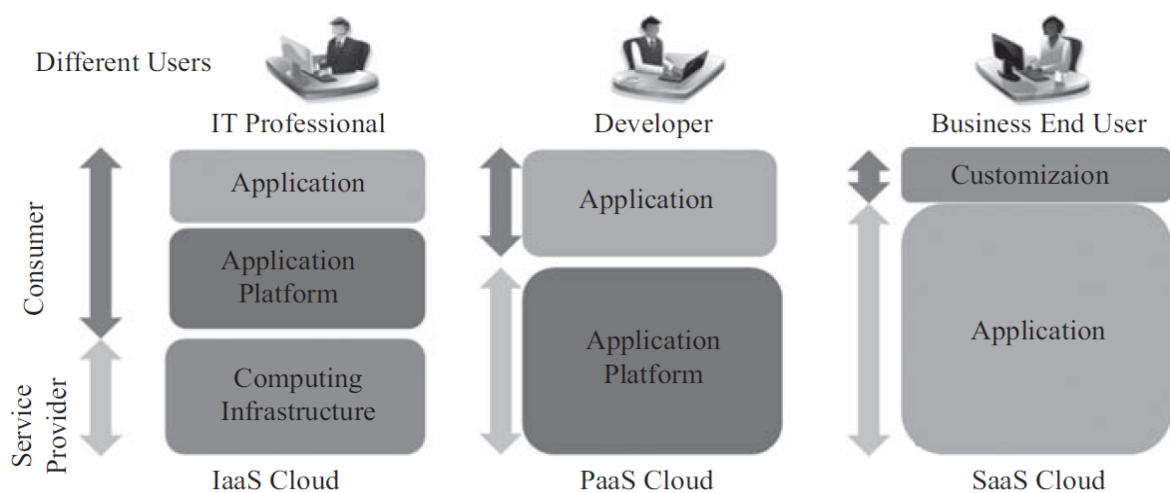 Different Users
IT Professional
Developer
Business End User
Consumer
Service
Provider
Application
Application
Platform
Computing
Infrastructure
IaaS Cloud
Application
Application
Platform
PaaS Cloud
Customizaion
Application
SaaS Cloud